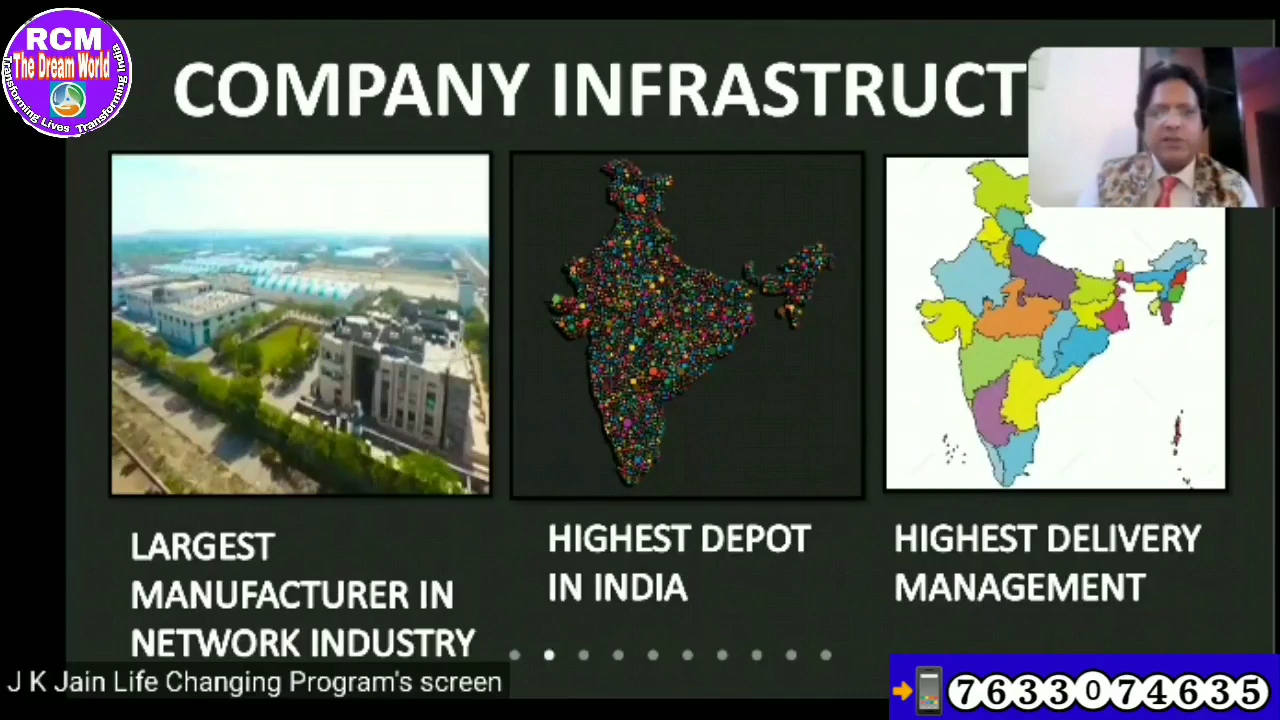 RCM
The Dream World
Transforming Lives Transforming India
COMPANY INFRASTRUCT
LARGEST
MANUFACTURER IN
NETWORK INDUSTRY
HIGHEST DEPOT
IN INDIA
HIGHEST DELIVERY
MANAGEMENT
J K Jain Life Changing Program's screen
7633074635